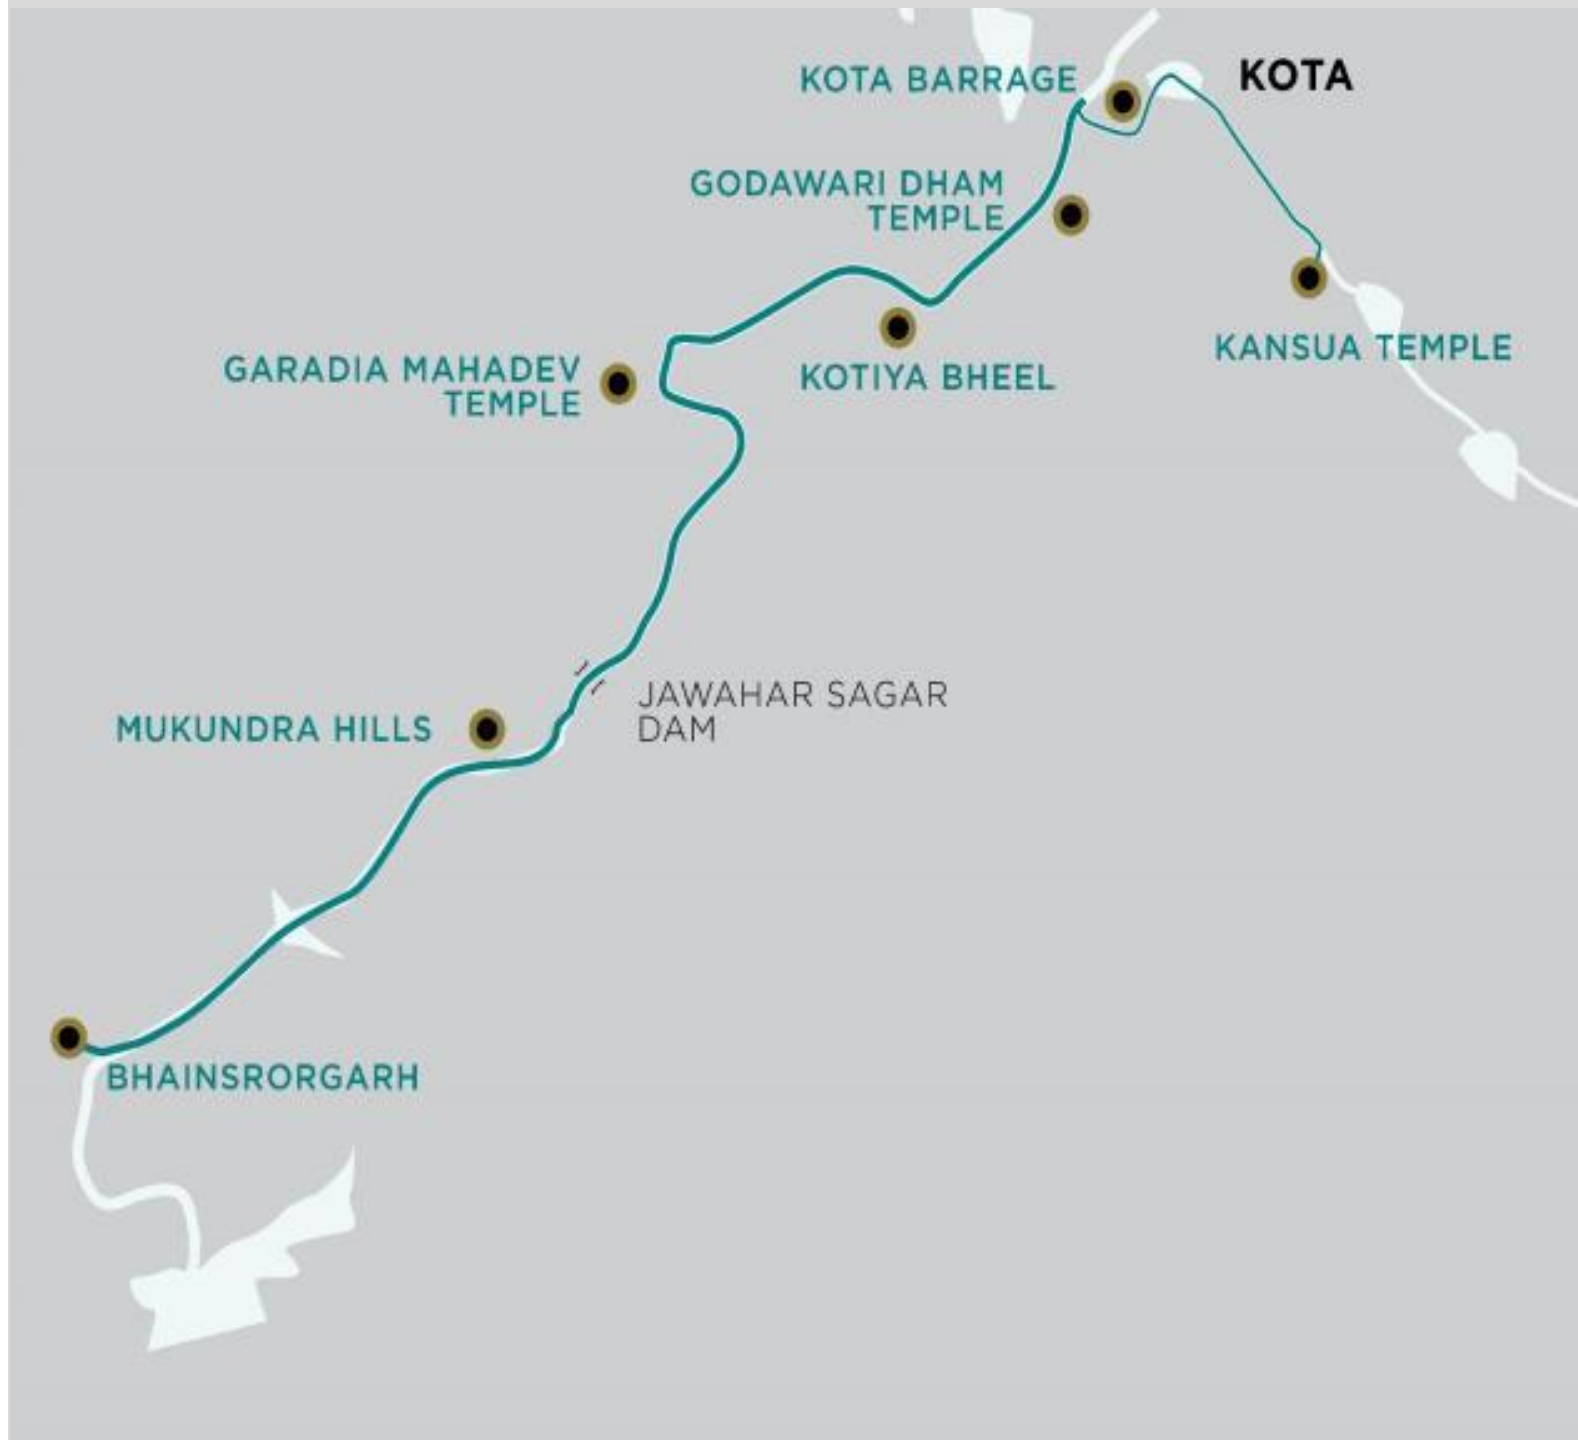 KOTA BARRAGE
KOTA
GODAWARI DHAM
TEMPLE
KANSUA TEMPLE
GARADIA MAHADEV
TEMPLE
KOTIYA BHEEL
JAWAHAR SAGAR
DAM
MUKUNDRA HILLS
BHAINSRORGARH